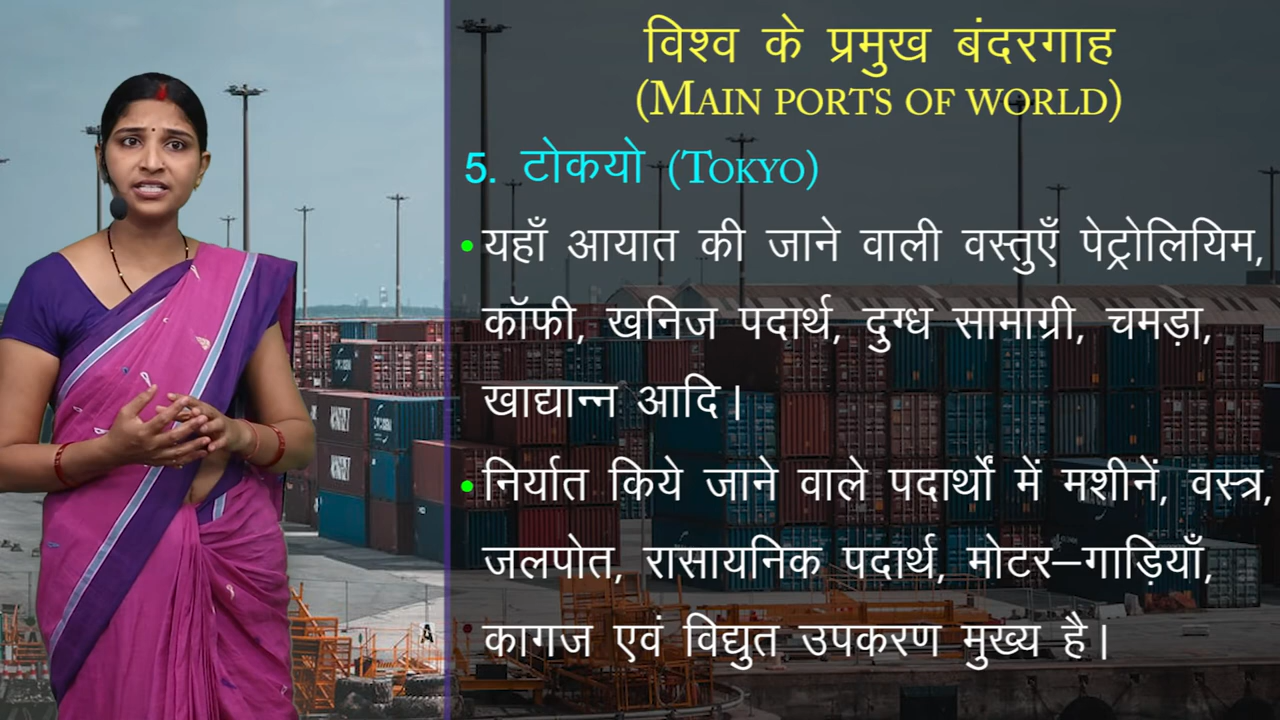 विश्व के प्रमुख बंदरगाह
(MAIN PORTS OF WORLD)
5. टोकयो (TOKYO)
• यहाँ आयात की जाने वाली वस्तुएँ पेट्रोलियिम,
कॉफी, खनिज पदार्थ, दुग्ध सामाग्री, चमड़ा,
खाद्यान्न आदि।
• निर्यात किये जाने वाले पदार्थों में मशीनें, वस्त्र,
जलपोत, रासायनिक पदार्थ, मोटर–गाड़ियाँ,
कागज एवं विद्युत उपकरण मुख्य है।